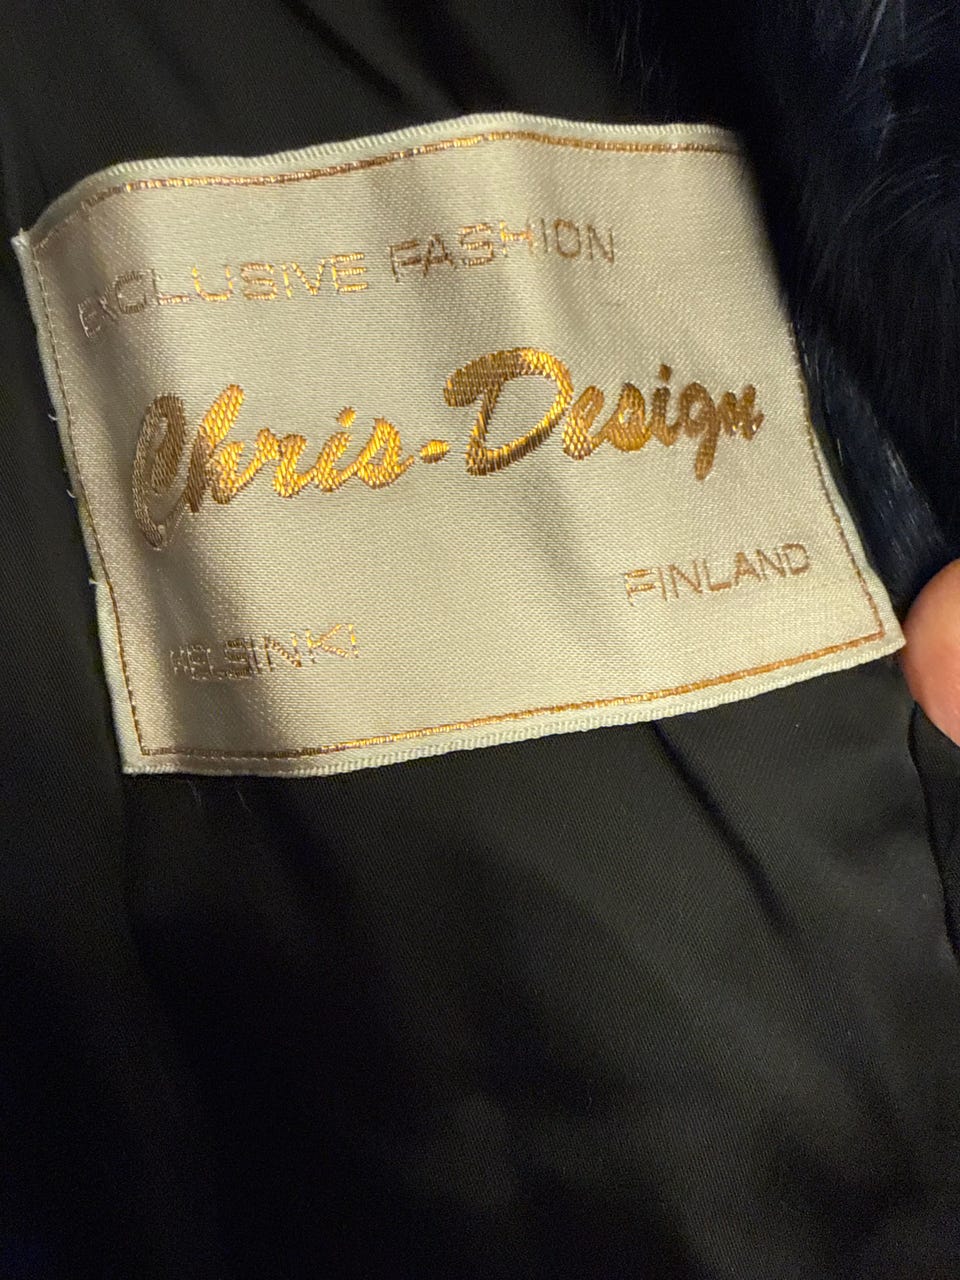 EXCLUSIVE FASHION
Chris-Design
FINLAND
HELSINKI